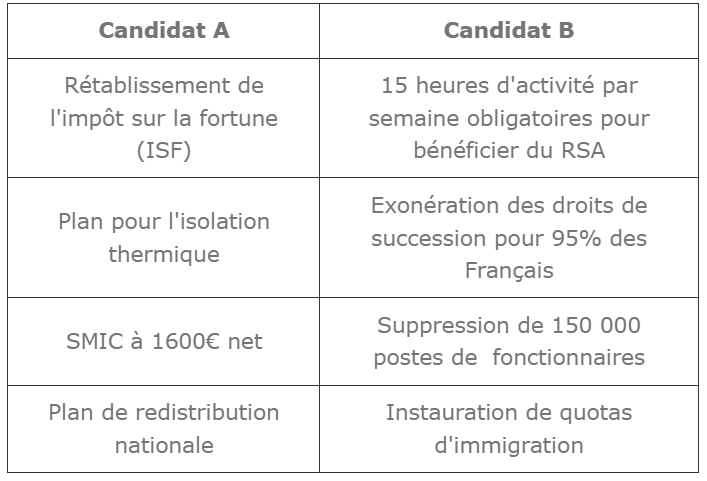 Candidat A
Candidat B
Rétablissement de
l'impôt sur la fortune
(ISF)
15 heures d'activité par
semaine obligatoires pour
bénéficier du RSA
Plan pour l'isolation
thermique
Exonération des droits de
succession pour 95% des
Français
SMIC à 1600€ net
Suppression de 150 000
postes de  fonctionnaires
Plan de redistribution
nationale
Instauration de quotas
d'immigration